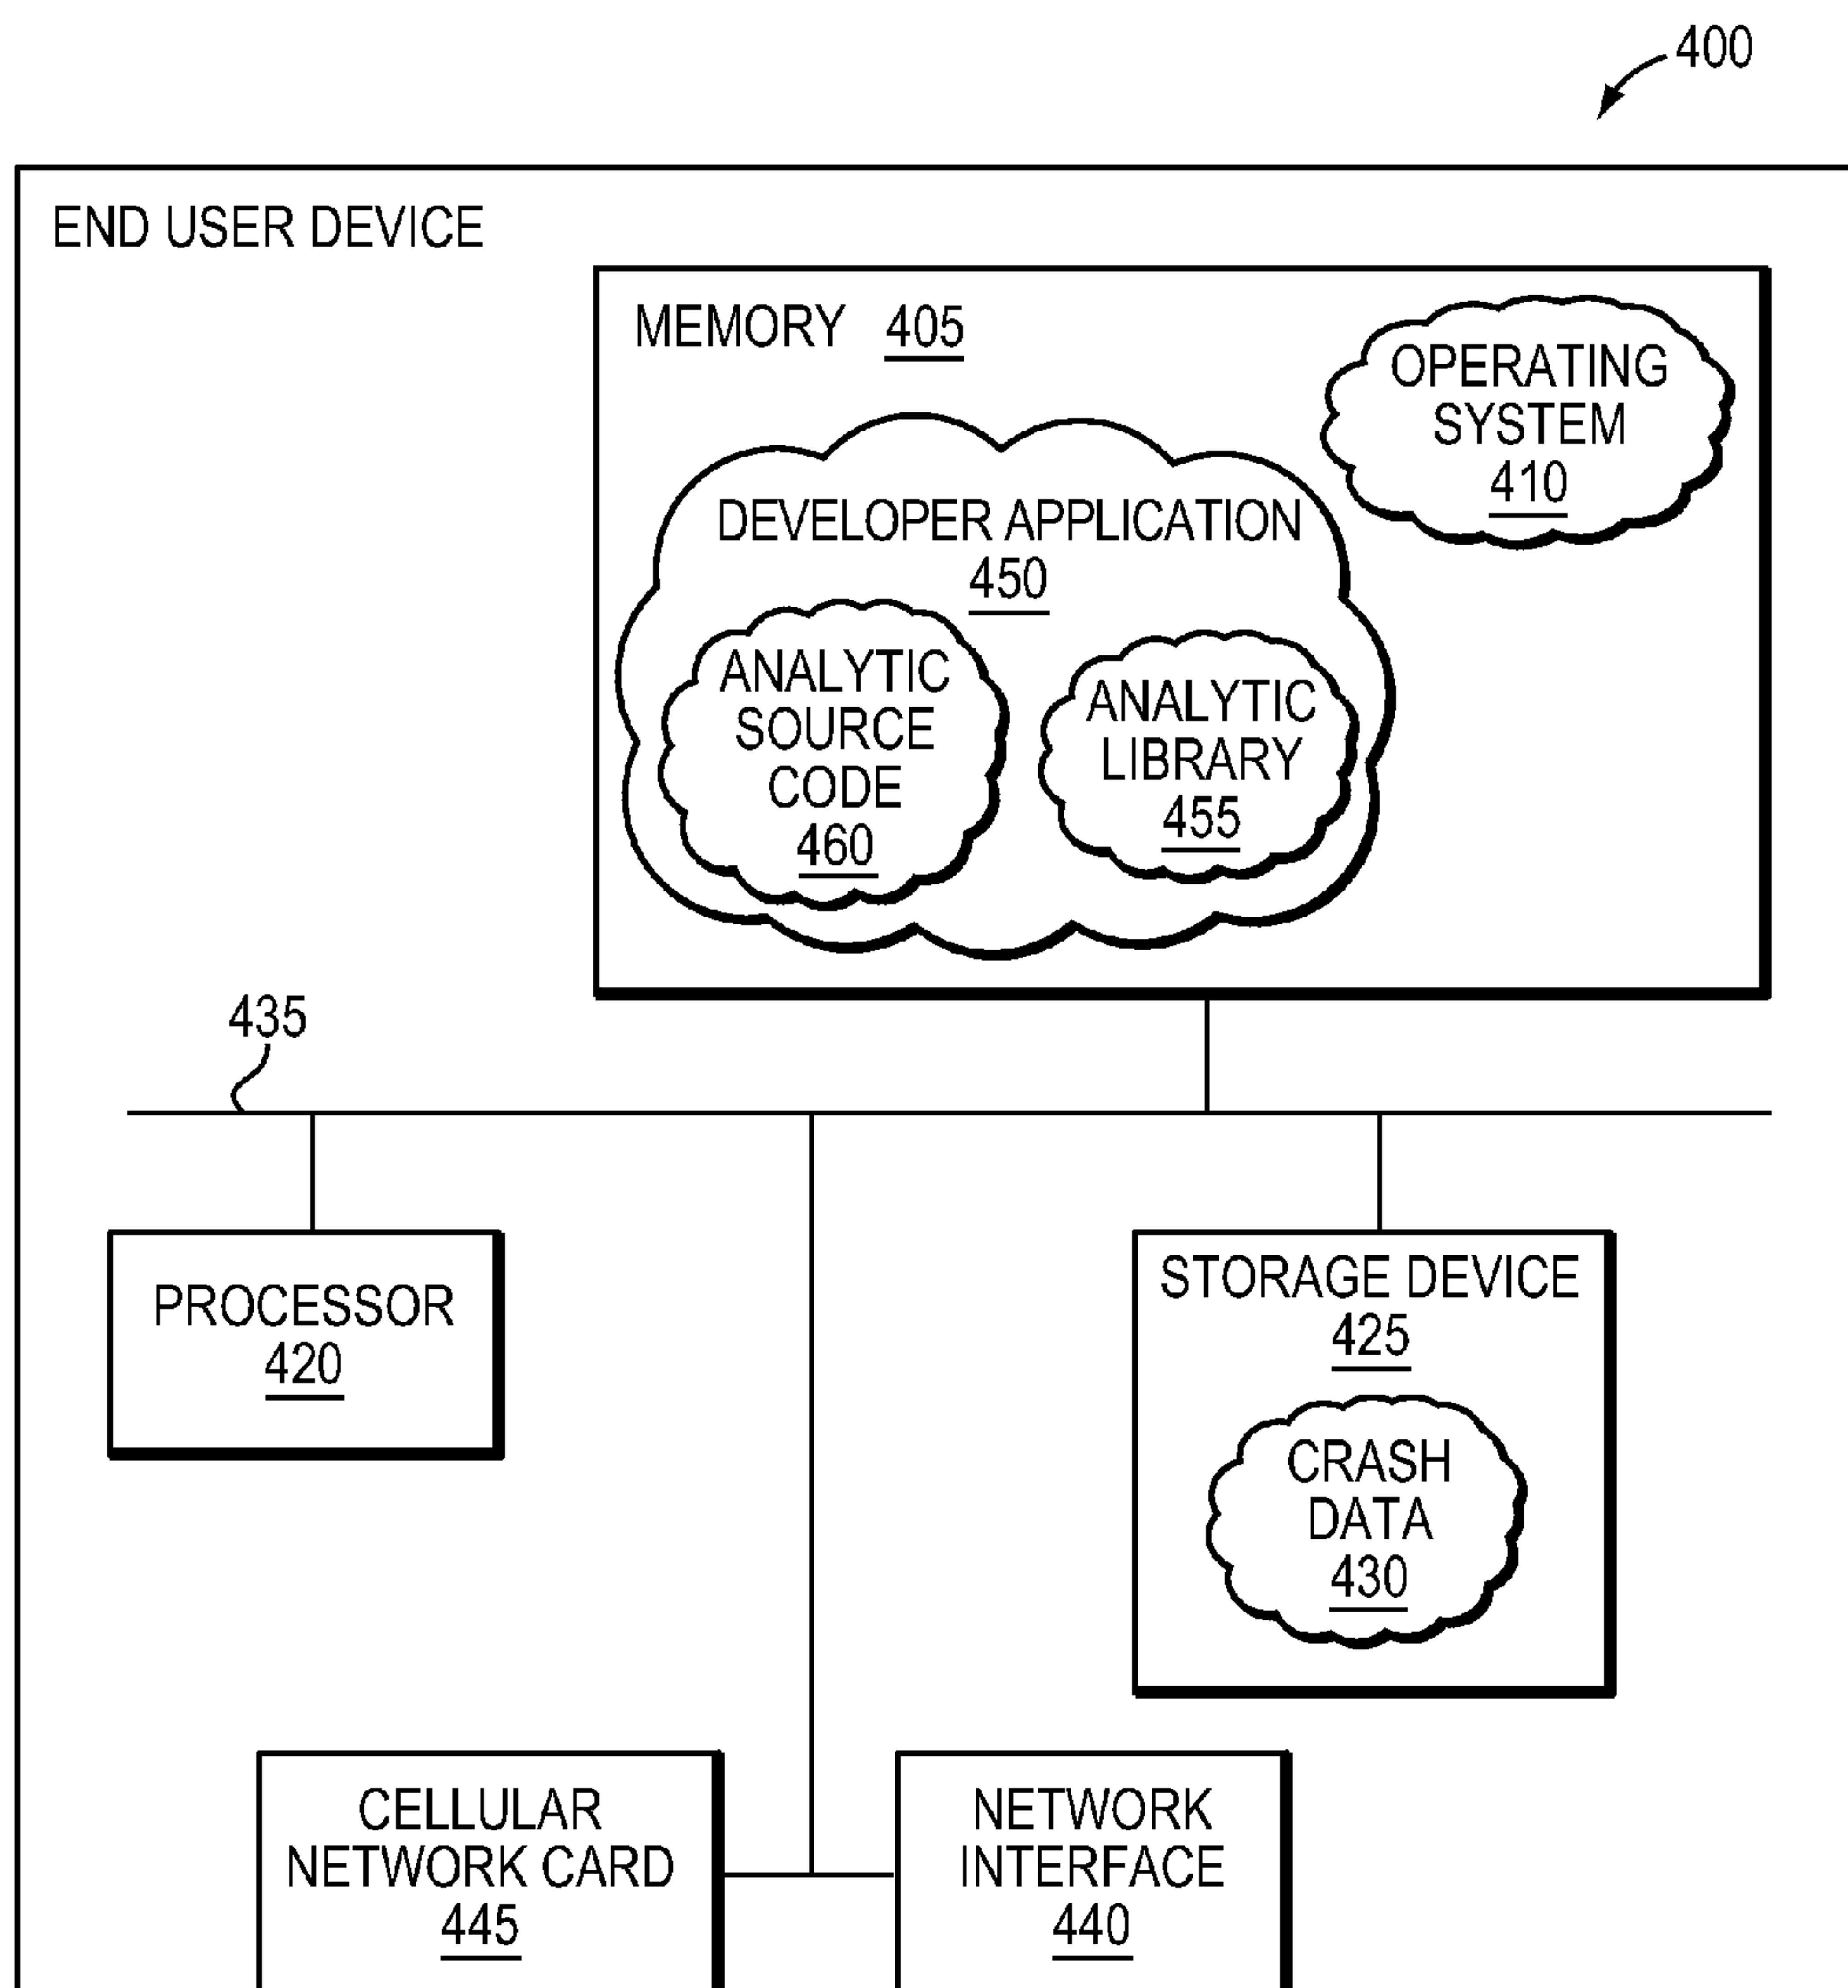 400
END USER DEVICE
MEMORY 405
OPERATING
SYSTEM
410
DEVELOPER APPLICATION
450
ANALYTIC
SOURCE
CODE
460
ANALYTIC
LIBRARY
455
435
PROCESSOR
420
STORAGE DEVICE
425
CRASH
DATA
430
CELLULAR
NETWORK CARD
445
NETWORK
INTERFACE
440